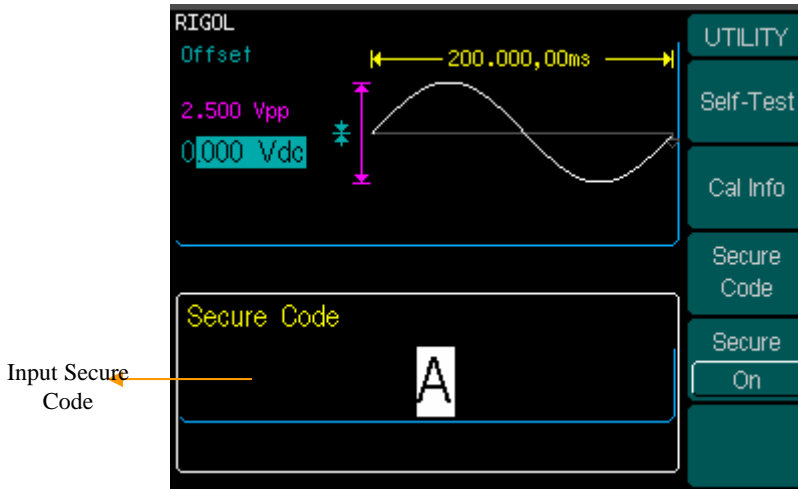 RIGOL
Offset
200.000,00ms
2.500 Vpp
0.000 Vdc
UTILITY
Self-Test
Cal Info
Secure
Code
Secure
On
Secure Code
A
Input Secure
Code